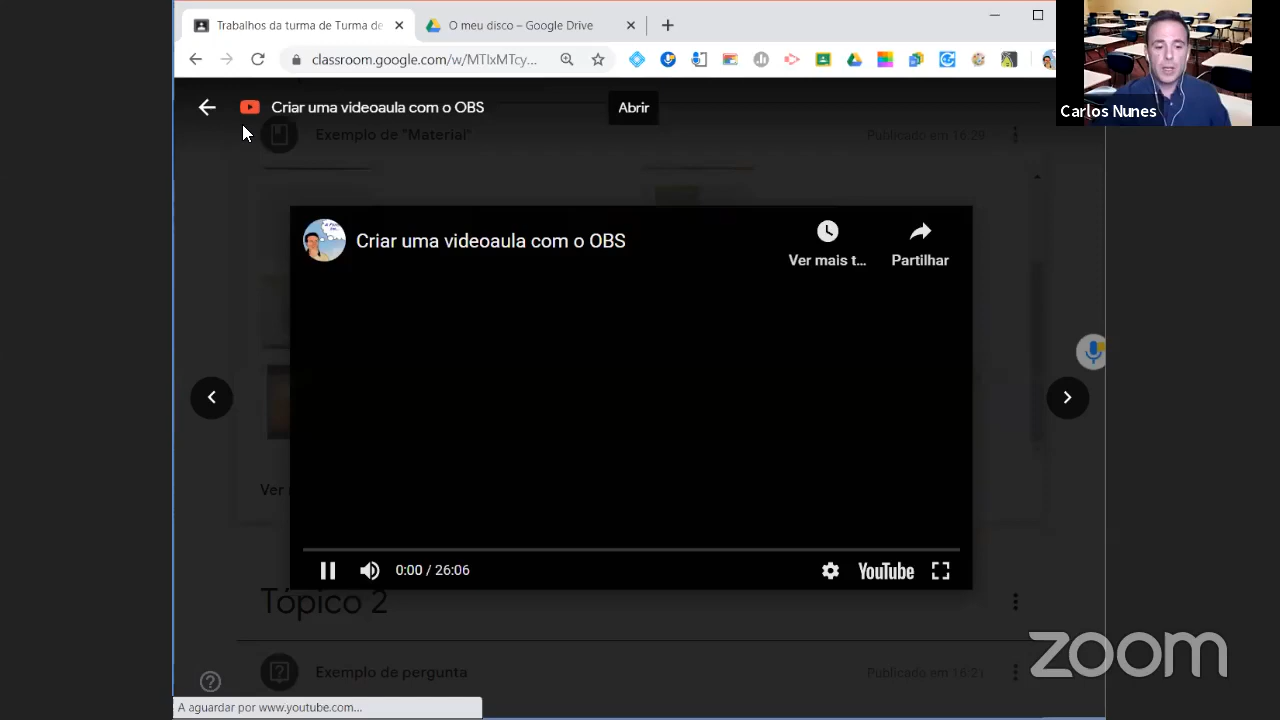 Trabalhos da turma de Turma de
O meu disco – Google Drive
classroom.google.com/w/MTIxMTcy...
Carlos Nunes
Criar uma videoaula com o OBS
Abrir
Exemplo de "Material"
Publicado em 16:29
Criar uma videoaula com o OBS
Ver mais t...
Partilhar
Ver
0:00 / 26:06
YouTube
Tópico 2
Exemplo de pergunta
Publicado em 16:21
zoom
A aguardar por www.youtube.com...